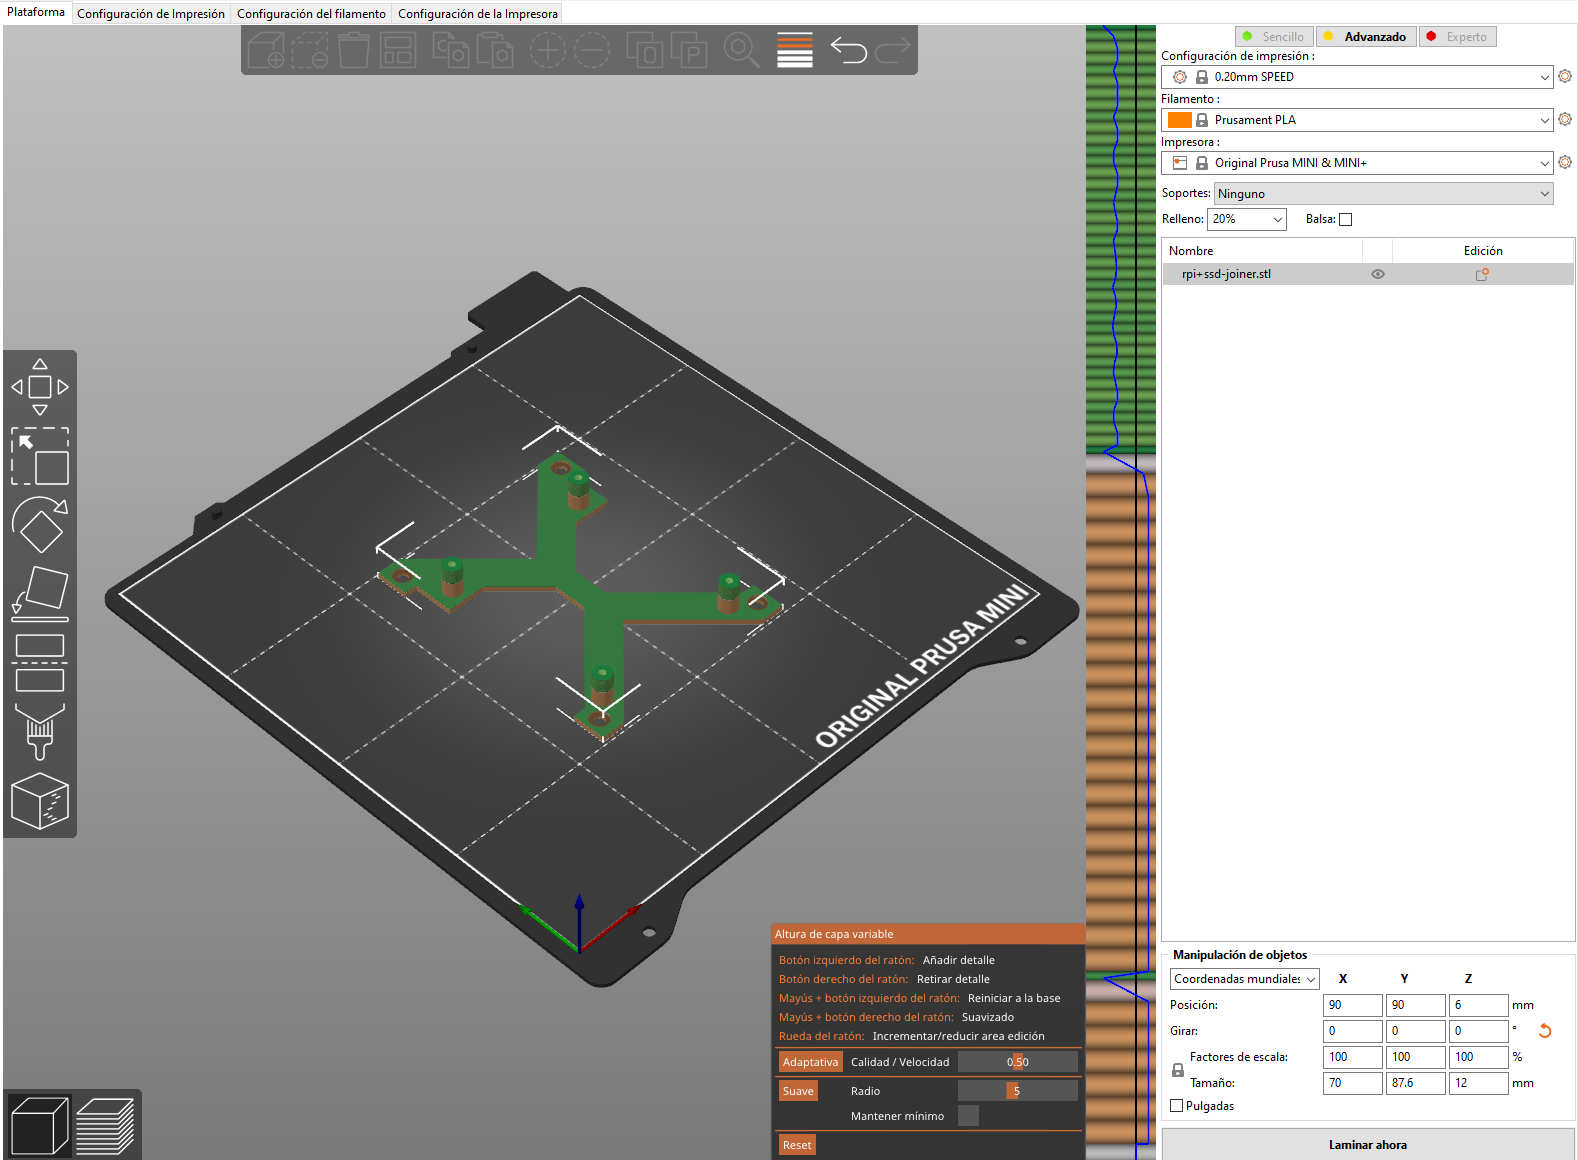 Plataforma
Configuración de Impresión
Configuración del filamento
Configuración de la Impresora
Sencillo
Avanzado
Experto
Configuración de impresión :
0.20mm SPEED
Filamento :
Prusament PLA
Impresora :
Original Prusa MINI & MINI+
Soportes: Ninguno
Relleno: 20% Balsa:
Nombre Edición
rpi+ssd-joiner.stl
ORIGINAL PRUSA MINI
Altura de capa variable
Botón izquierdo del ratón: Añadir detalle
Botón derecho del ratón: Retirar detalle
Mayús + botón izquierdo del ratón: Reiniciar a la base
Mayús + botón derecho del ratón: Suavizado
Rueda del ratón: Incrementar/reducir area edición
Adaptativa Calidad / Velocidad 0.50
Suave Radio 5
Mantener mínimo
Reset
Manipulación de objetos
Coordenadas mundiales X Y Z
Posición: 90 90 6 mm
Girar: 0 0 0 °
Factores de escala: 100 100 100 %
Tamaño: 70 87.6 12 mm
Pulgadas
Laminar ahora